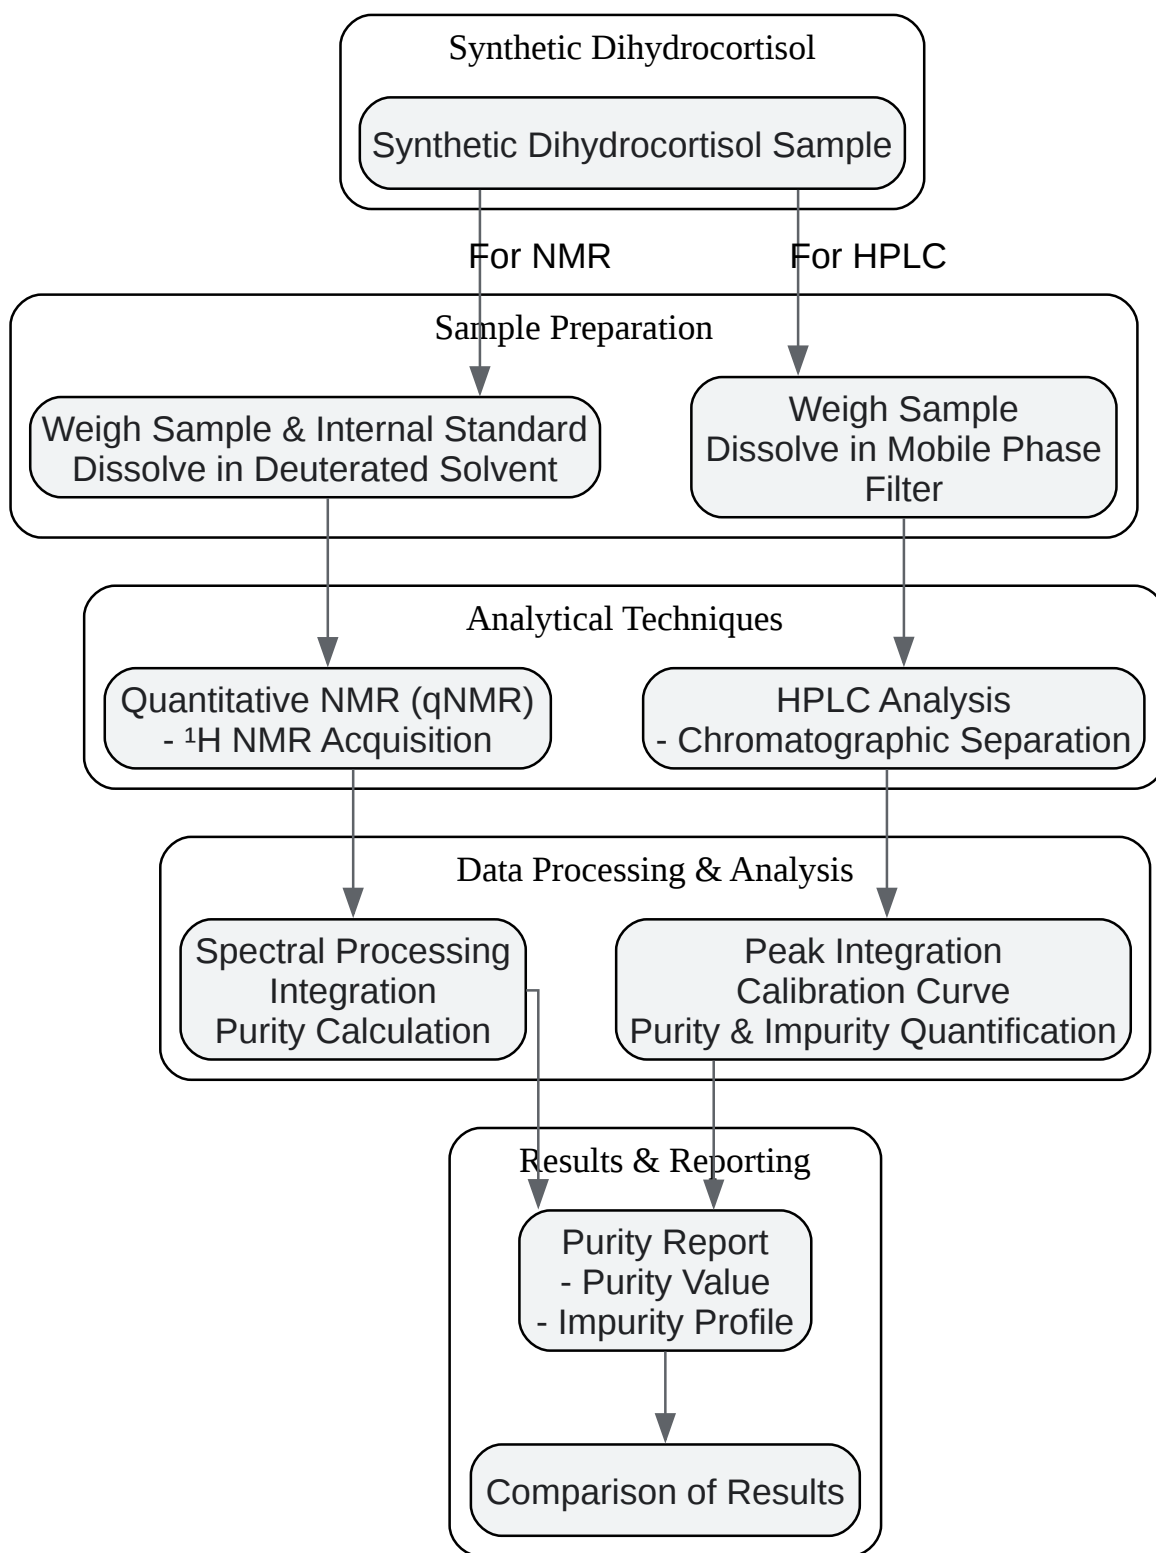 Synthetic Dihydrocortisol
Synthetic Dihydrocortisol Sample
For NMR
For HPLC
Sample Preparation
Weigh Sample & Internal Standard
Dissolve in Deuterated Solvent
Weigh Sample
Dissolve in Mobile Phase
Filter
Analytical Techniques
Quantitative NMR (qNMR)
- ¹H NMR Acquisition
HPLC Analysis
- Chromatographic Separation
Data Processing & Analysis
Spectral Processing
Integration
Purity Calculation
Peak Integration
Calibration Curve
Purity & Impurity Quantification
Results & Reporting
Purity Report
- Purity Value
- Impurity Profile
Comparison of Results